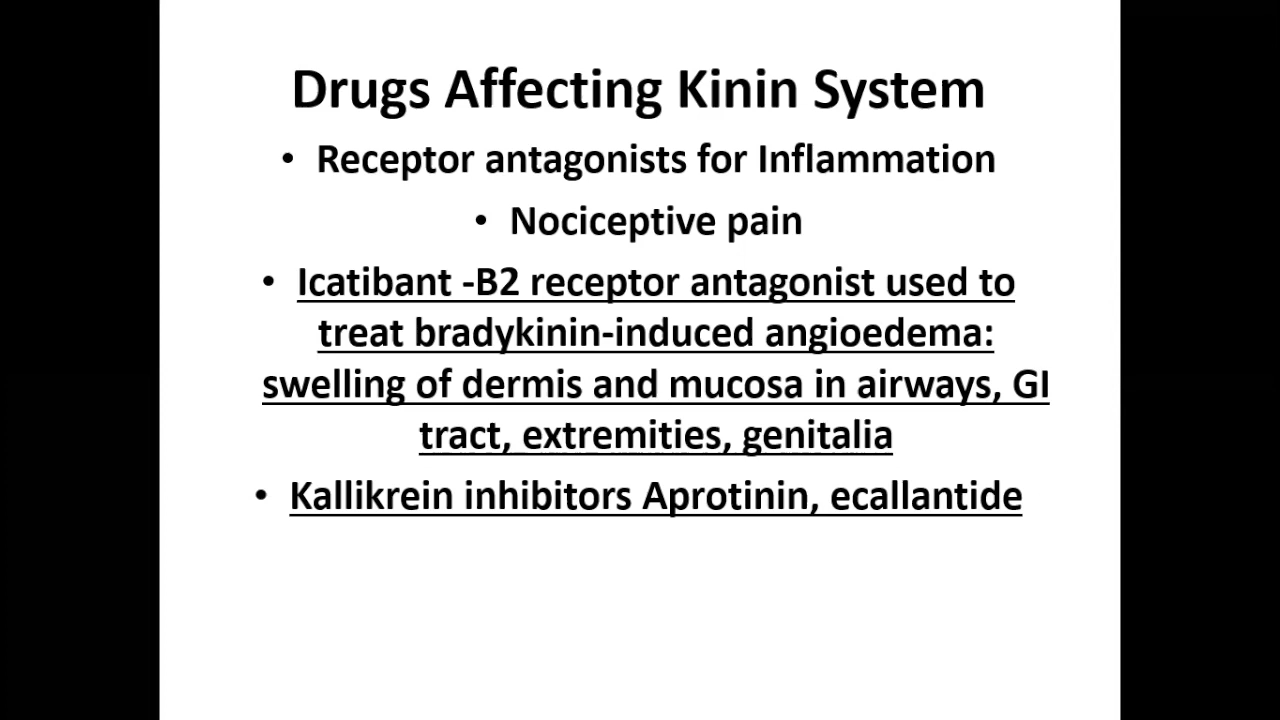 Drugs Affecting Kinin System
• Receptor antagonists for Inflammation
• Nociceptive pain
• Icatibant -B2 receptor antagonist used to
treat bradykinin-induced angioedema:
swelling of dermis and mucosa in airways, GI
tract, extremities, genitalia
• Kallikrein inhibitors Aprotinin, ecallantide